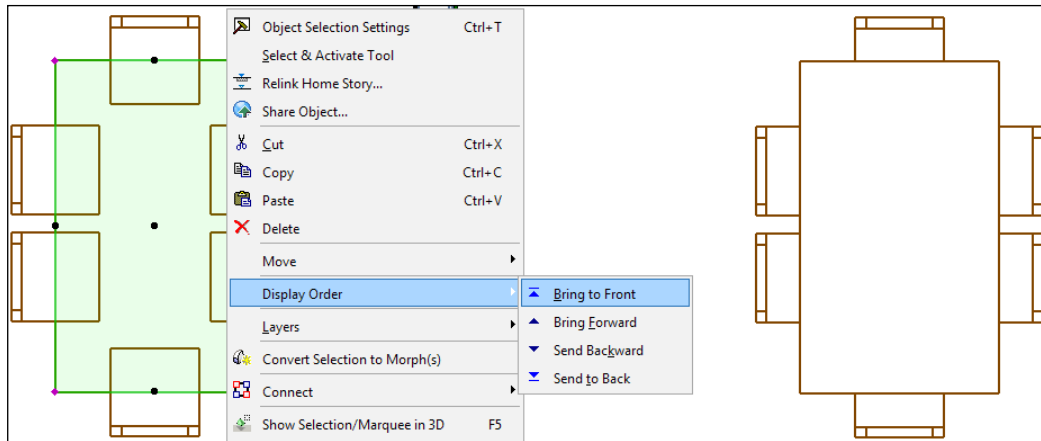 Object Selection Settings Ctrl+T
Select & Activate Tool
Relink Home Story...
Share Object...
Cut Ctrl+X
Copy Ctrl+C
Paste Ctrl+V
Delete
Move
Display Order
Layers
Convert Selection to Morph(s)
Connect
Show Selection/Marquee in 3D F5
Bring to Front
Bring Forward
Send Backward
Send to Back